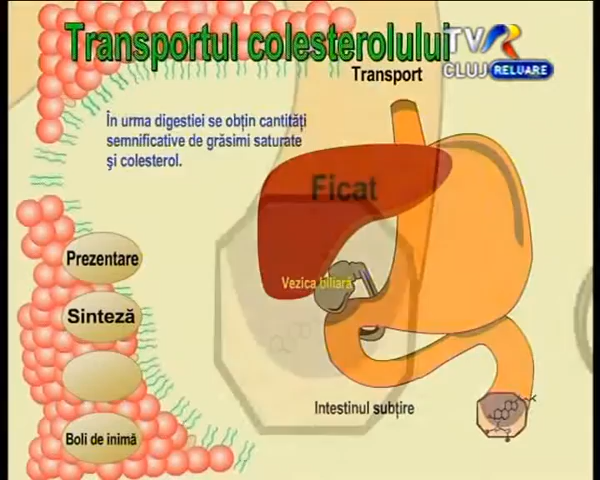 Transportul colesterolului
TVR
CLUJ RELUARE
Transport
În urma digestiei se obțin cantități
semnificative de grăsimi saturate
şi colesterol.
Ficat
Prezentare
Vezica biliară
Sinteză
Intestinul subțire
Boli de inimă